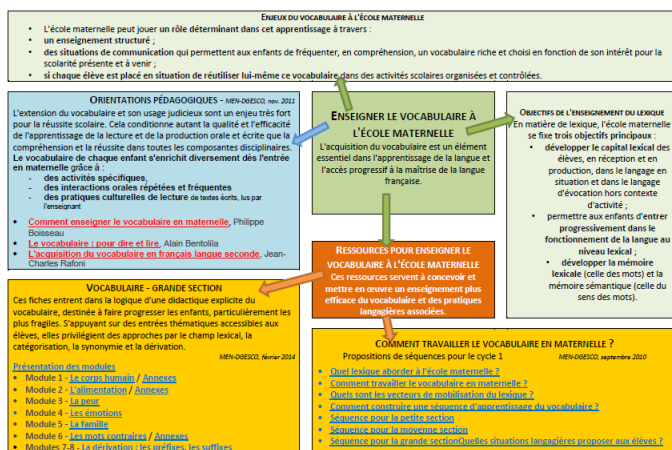 ENJEUX DU VOCABULAIRE À L'ÉCOLE MATERNELLE
• L'école maternelle peut jouer un rôle déterminant dans cet apprentissage à travers :
• un enseignement structuré ;
• des situations de communication qui permettent aux enfants de fréquenter, en compréhension, un vocabulaire riche et choisi en fonction de son intérêt pour la
scolarité présente et à venir ;
• si chaque élève est placé en situation de réutiliser lui-même ce vocabulaire dans des activités scolaires organisées et contrôlées.
ORIENTATIONS PÉDAGOGIQUES - MEN-DGESCO, nov. 2011
L'extension du vocabulaire et son usage judicieux sont un enjeu très fort
pour la réussite scolaire. Cela conditionne autant la qualité et l'efficacité
de l'apprentissage de la lecture et de la production orale et écrite que la
compréhension et la réussite dans toutes les composantes disciplinaires.
Le vocabulaire de chaque enfant s'enrichit diversement dès l'entrée
en maternelle grâce à :
- des activités spécifiques,
- des interactions orales répétées et fréquentes
- des pratiques culturelles de lecture de textes écrits, lus par
l'enseignant
• Comment enseigner le vocabulaire en maternelle, Philippe
Boisseau
• Le vocabulaire : pour dire et lire, Alain Bentolila
• L'acquisition du vocabulaire en français langue seconde, Jean-
Charles Rafoni
ENSEIGNER LE VOCABULAIRE À
L'ÉCOLE MATERNELLE
L'acquisition du vocabulaire est un élément
essentiel dans l'apprentissage de la langue et
l'accès progressif à la maîtrise de la langue
française.
OBJECTIFS DE L'ENSEIGNEMENT DU LEXIQUE
En matière de lexique, l'école maternelle
se fixe trois objectifs principaux :
• développer le capital lexical des
élèves, en réception et en
production, dans le langage en
situation et dans le langage
d'évocation hors contexte
d'activité ;
• permettre aux enfants d'entrer
progressivement dans le
fonctionnement de la langue au
niveau lexical ;
• développer la mémoire
lexicale (celle des mots) et la
mémoire sémantique (celle du
sens des mots).
RESSOURCES POUR ENSEIGNER LE
VOCABULAIRE À L'ÉCOLE MATERNELLE
Ces ressources servent à concevoir et
mettre en œuvre un enseignement plus
efficace du vocabulaire et des pratiques
langagières associées.
VOCABULAIRE - GRANDE SECTION
Ces fiches entrent dans la logique d'une didactique explicite du
vocabulaire, destinée à faire progresser les enfants, particulièrement les
plus fragiles. S'appuyant sur des entrées thématiques accessibles aux
élèves, elles privilégient des approches par le champ lexical, la
catégorisation, la synonymie et la dérivation.
MEN-DGESCO, février 2014
Présentation des modules
• Module 1 - Le corps humain / Annexes
• Module 2 - L'alimentation / Annexes
• Module 3 - La peur
• Module 4 - Les émotions
• Module 5 - La famille
• Module 6 - Les mots contraires / Annexes
• Modules 7-8 - La dérivation : les préfixes, les suffixes
COMMENT TRAVAILLER LE VOCABULAIRE EN MATERNELLE ?
Propositions de séquences pour le cycle 1 MEN-DGESCO, septembre 2010
• Quel lexique aborder à l'école maternelle ?
• Comment travailler le vocabulaire en maternelle ?
• Quels sont les vecteurs de mobilisation du lexique ?
• Comment construire une séquence d'apprentissage du vocabulaire ?
• Séquence pour la petite section
• Séquence pour la moyenne section
• Séquence pour la grande sectionQuelles situations langagières proposer aux élèves ?